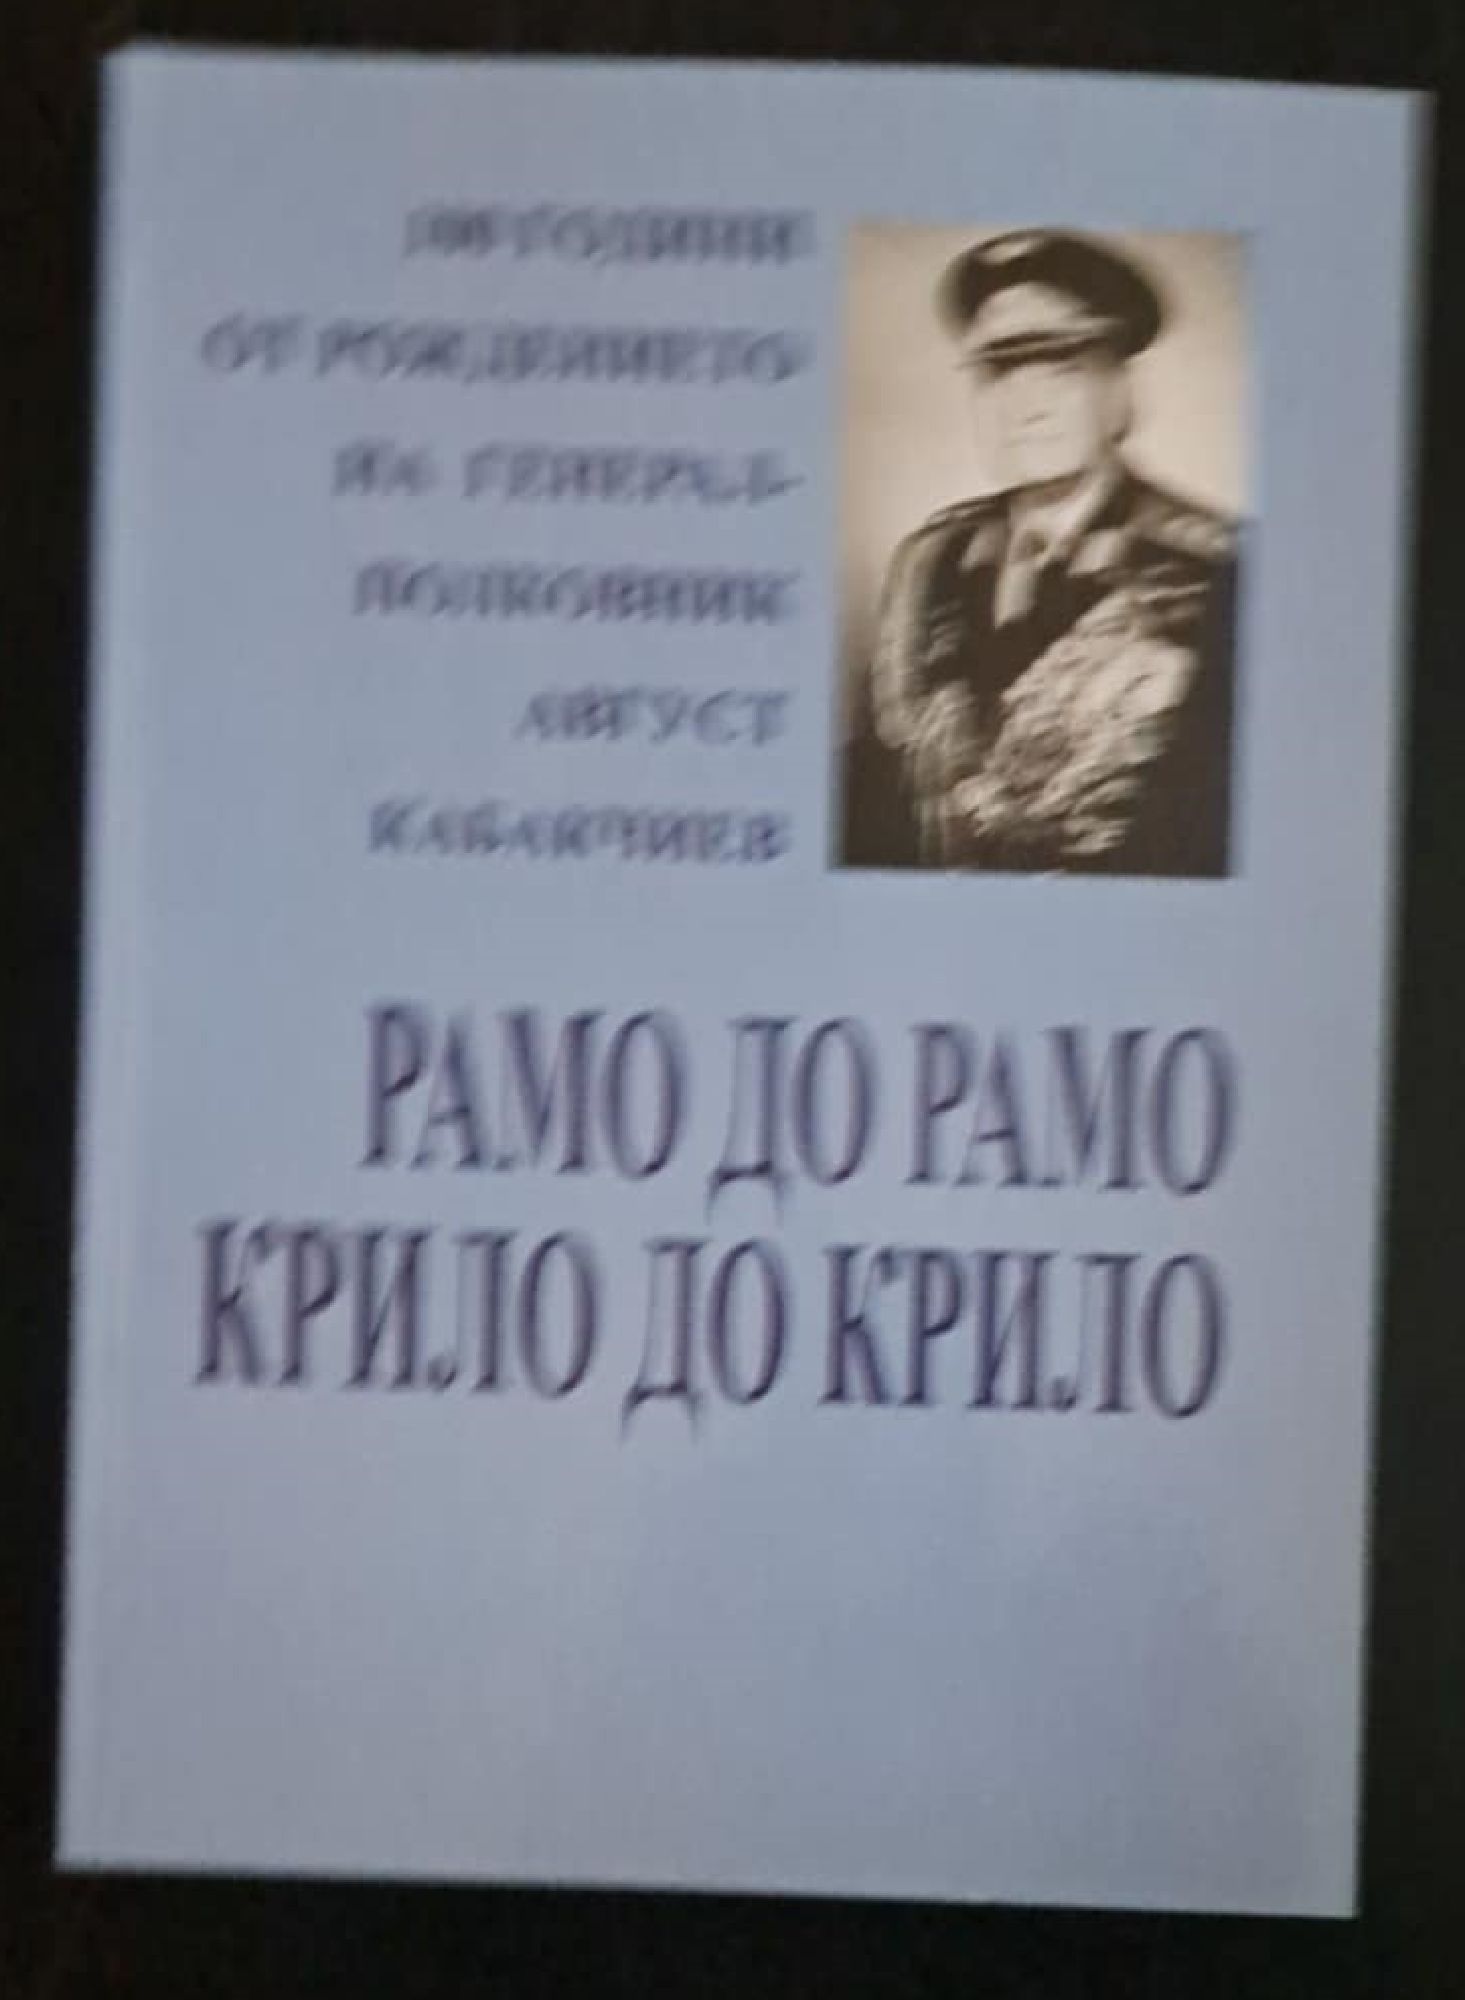 ГОДИНИ
ОТ РОЖДЕНИЕТО
НА ГЕНЕРАЛ-
ПОЛКОВНИК
АВГУСТ
КАБАКЧИЕВ
РАМО ДО РАМО
КРИЛО ДО КРИЛО